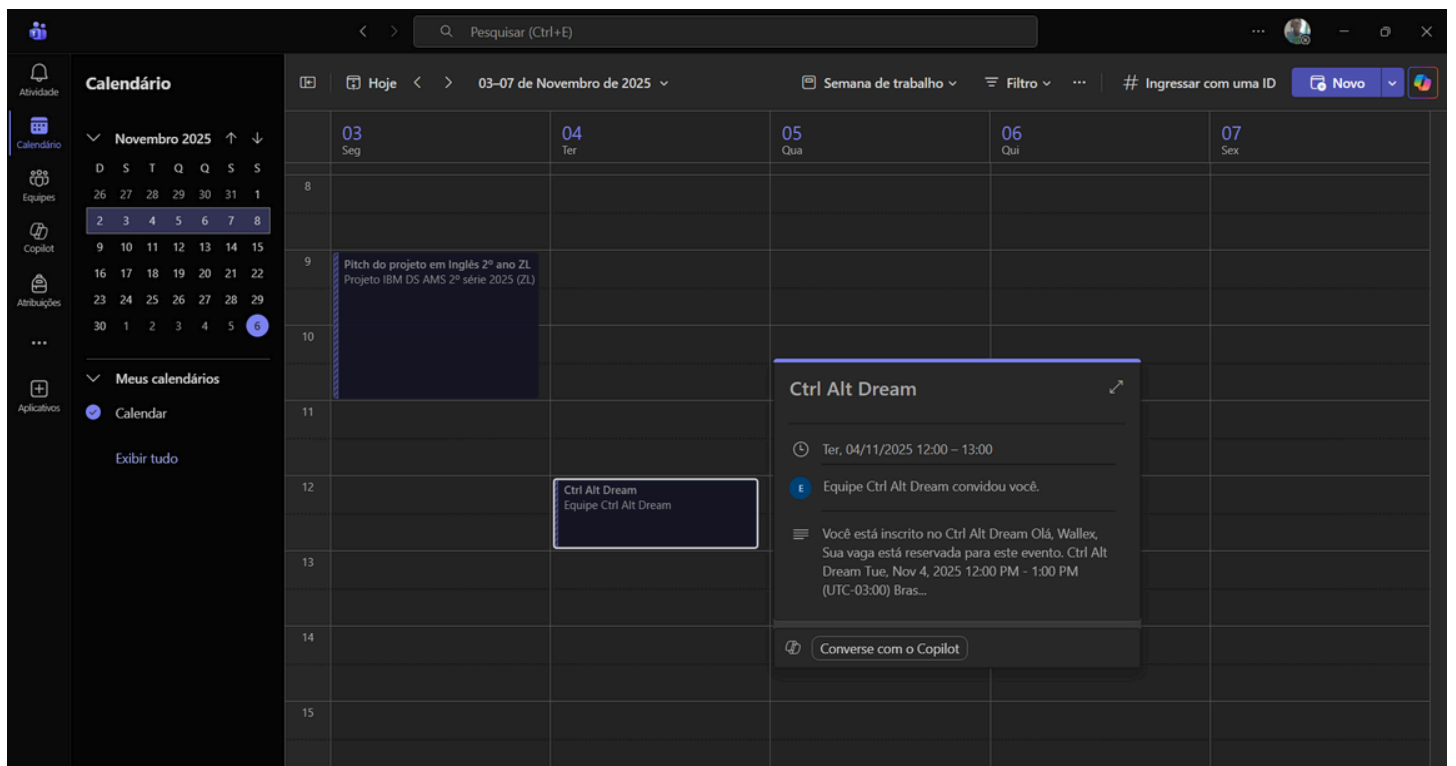 Pesquisar (Ctrl+E)
Atividade
Calendário
Equipes
Copilot
Atribuições
Aplicativos
Calendário
Novembro 2025
D S T Q Q S S
26 27 28 29 30 31 1
2 3 4 5 6 7 8
9 10 11 12 13 14 15
16 17 18 19 20 21 22
23 24 25 26 27 28 29
30 1 2 3 4 5 6
Meus calendários
Calendar
Exibir tudo
Hoje 03–07 de Novembro de 2025 Semana de trabalho Filtro ... # Ingressar com uma ID Novo
03 04 05 06 07
Seg Ter Qua Qui Sex
8
9
Pitch do projeto em Inglês 2º ano ZL
Projeto IBM DS AMS 2º série 2025 (ZL)
10
11
12
Ctrl Alt Dream
Equipe Ctrl Alt Dream
13
14
15
Ctrl Alt Dream
Ter, 04/11/2025 12:00 – 13:00
E
Equipe Ctrl Alt Dream convidou você.
Você está inscrito no Ctrl Alt Dream Olá, Wallex,
Sua vaga está reservada para este evento. Ctrl Alt
Dream Tue, Nov 4, 2025 12:00 PM - 1:00 PM
(UTC-03:00) Bras...
Converse com o Copilot